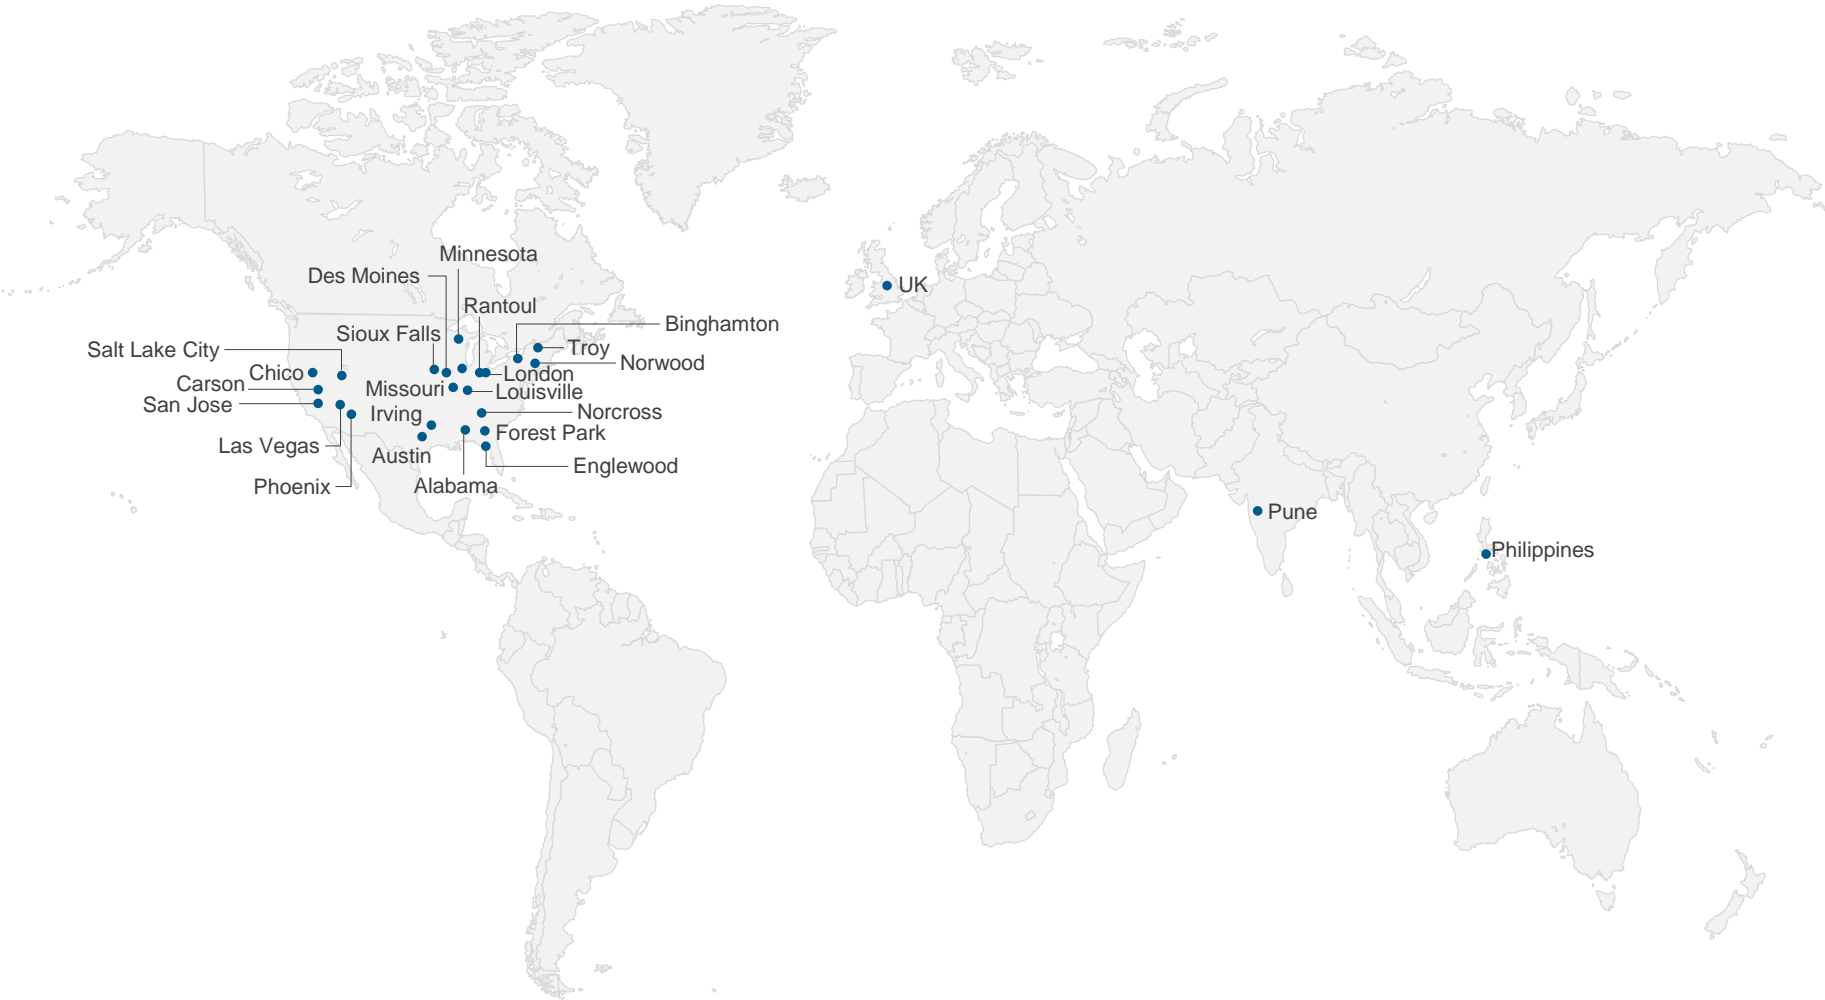 Minnesota
Des Moines
UK
Rantoul
Binghamton
Sioux Falls
Troy
Salt Lake City
Norwood
Chico
London
Carson
Missouri
Louisville
San Jose
Irving
Norcross
Forest Park
Las Vegas
Austin
Englewood
Phoenix
Alabama
Pune
Philippines